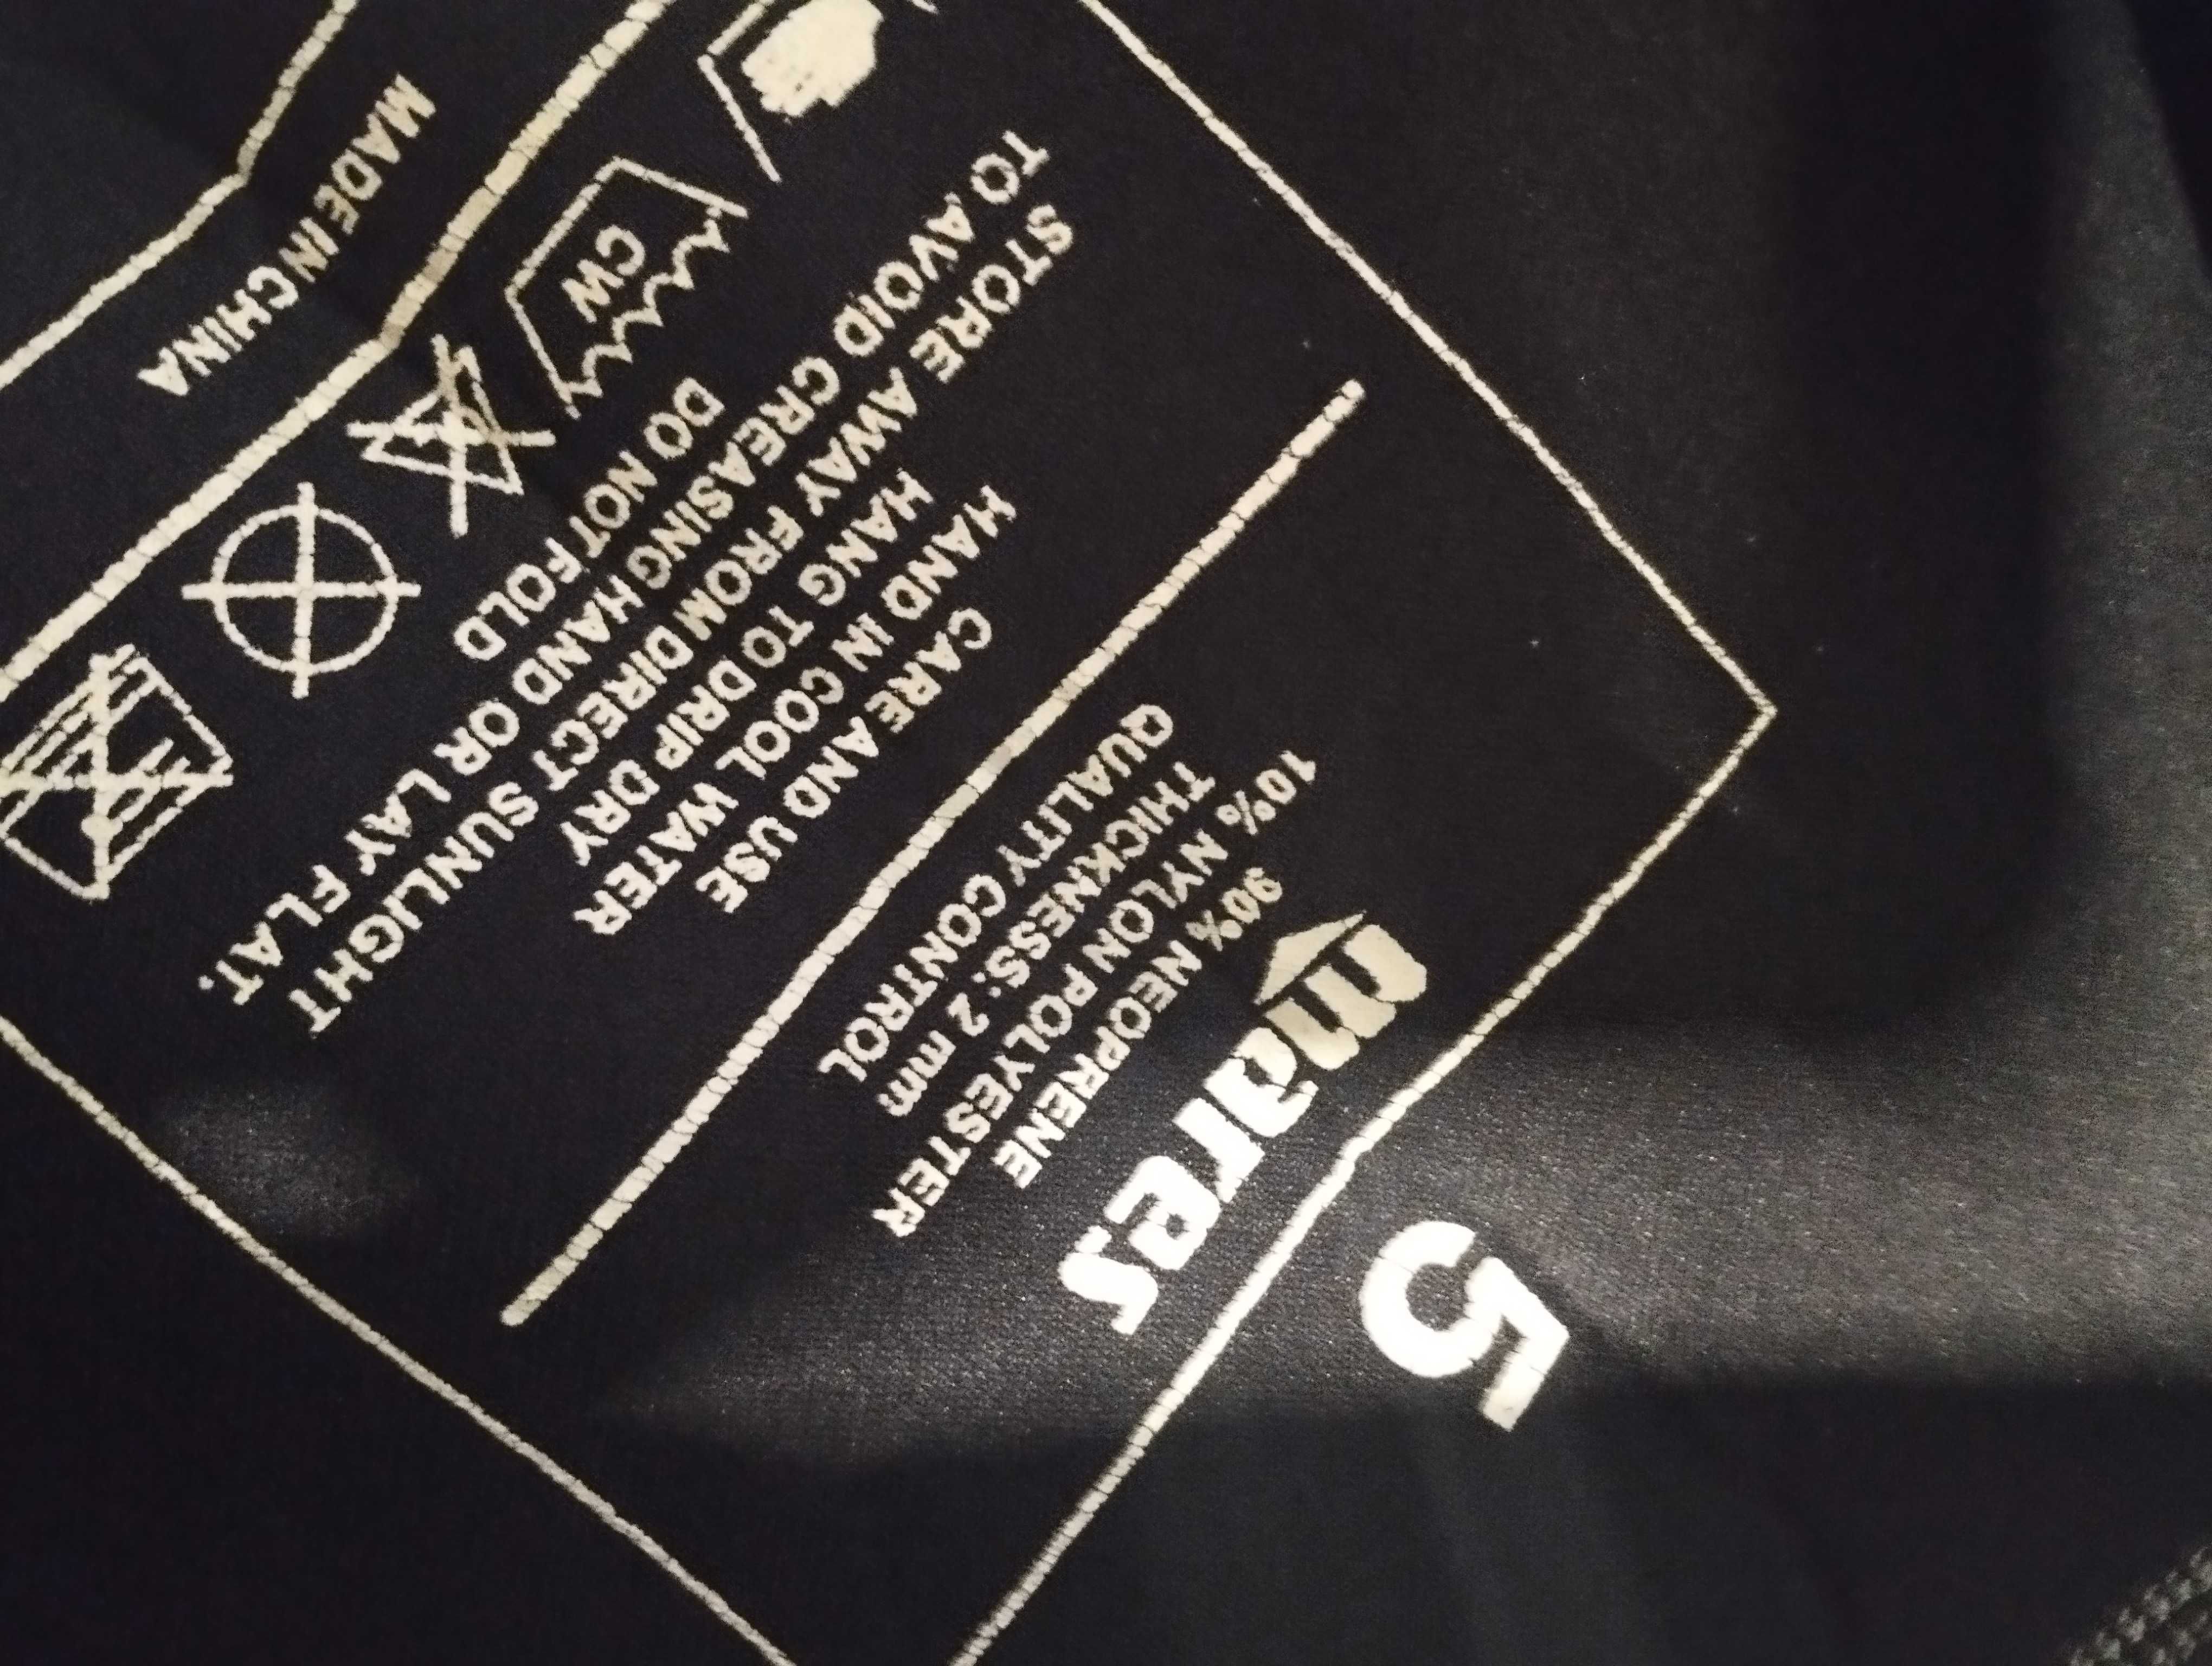 5
mares
90% NEOPRENE
10% NYLON POLYESTER
THICKNESS: 2 mm
QUALITY CONTROL
CARE AND USE
HAND IN COOL WATER
HANG TO DRIP DRY
STORE AWAY FROM DIRECT SUNLIGHT
TO AVOID CREASING HAND OR LAY FLAT.
DO NOT FOLD
CW
MADE IN CHINA